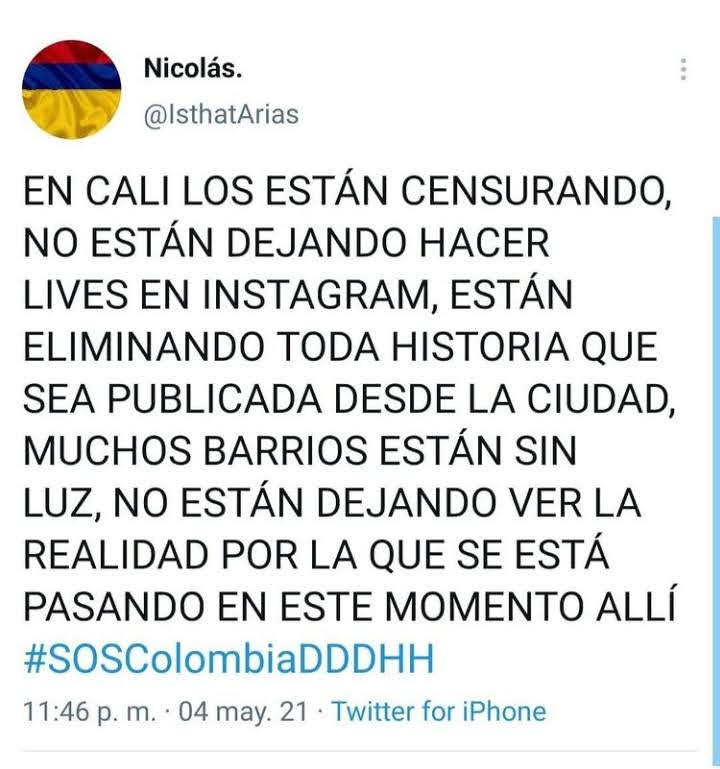 Nicolás.
@IsthatArias
EN CALI LOS ESTÁN CENSURANDO,
NO ESTÁN DEJANDO HACER
LIVES EN INSTAGRAM, ESTÁN
ELIMINANDO TODA HISTORIA QUE
SEA PUBLICADA DESDE LA CIUDAD,
MUCHOS BARRIOS ESTÁN SIN
LUZ, NO ESTÁN DEJANDO VER LA
REALIDAD POR LA QUE SE ESTÁ
PASANDO EN ESTE MOMENTO ALLÍ
#SOSColombiaDDDHH
11:46 p. m. · 04 may. 21 · Twitter for iPhone